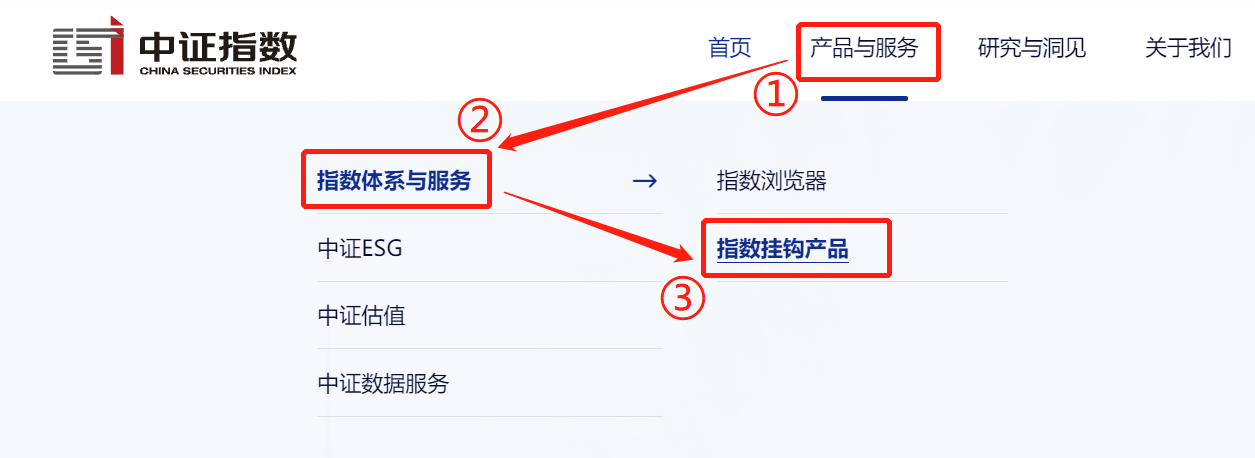 中证指数
CHINA SECURITIES INDEX
首页 产品与服务 研究与洞见 关于我们
①
②
指数体系与服务 → 指数浏览器
中证ESG 指数挂钩产品
③
中证估值
中证数据服务